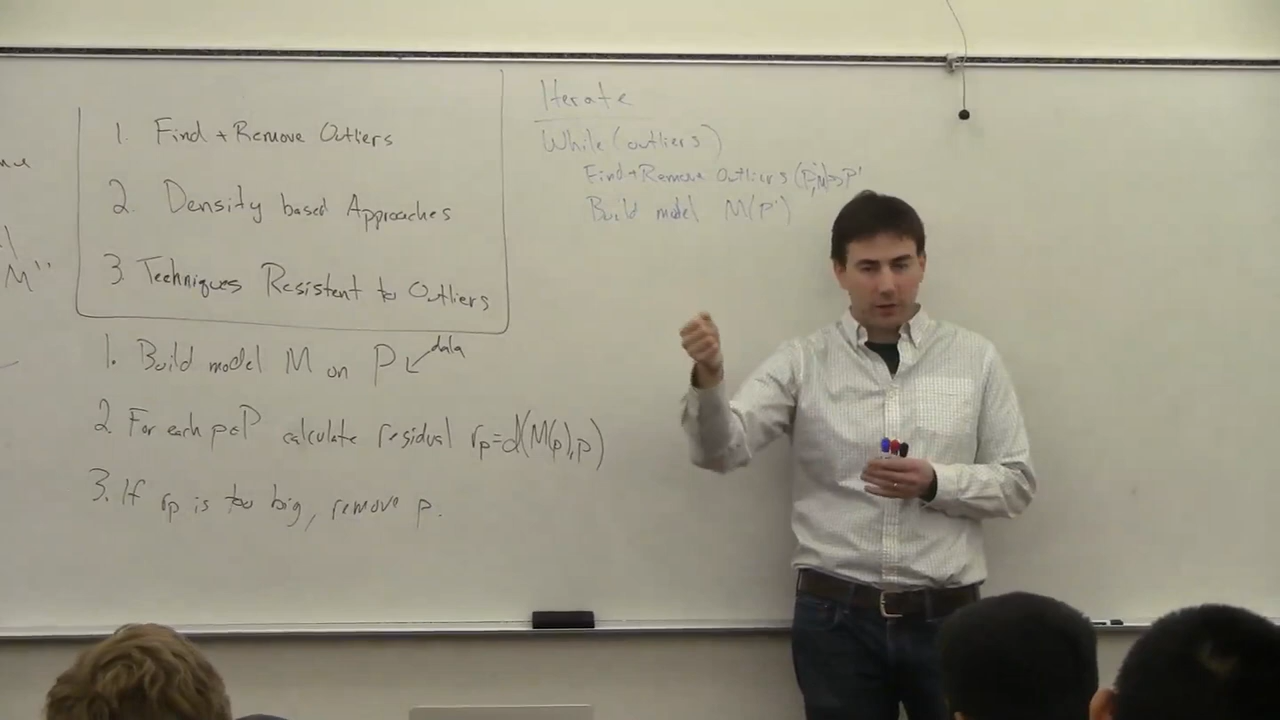 M"
1. Find + Remove Outliers
2. Density based Approaches
3. Techniques Resistent to Outliers
1. Build model M on P
data
2. For each p∈P calculate residual rp=d(M(p),p)
3. If rp is too big, remove p.
Iterate
While (outliers)
Find + Remove Outliers
Build model M(P')